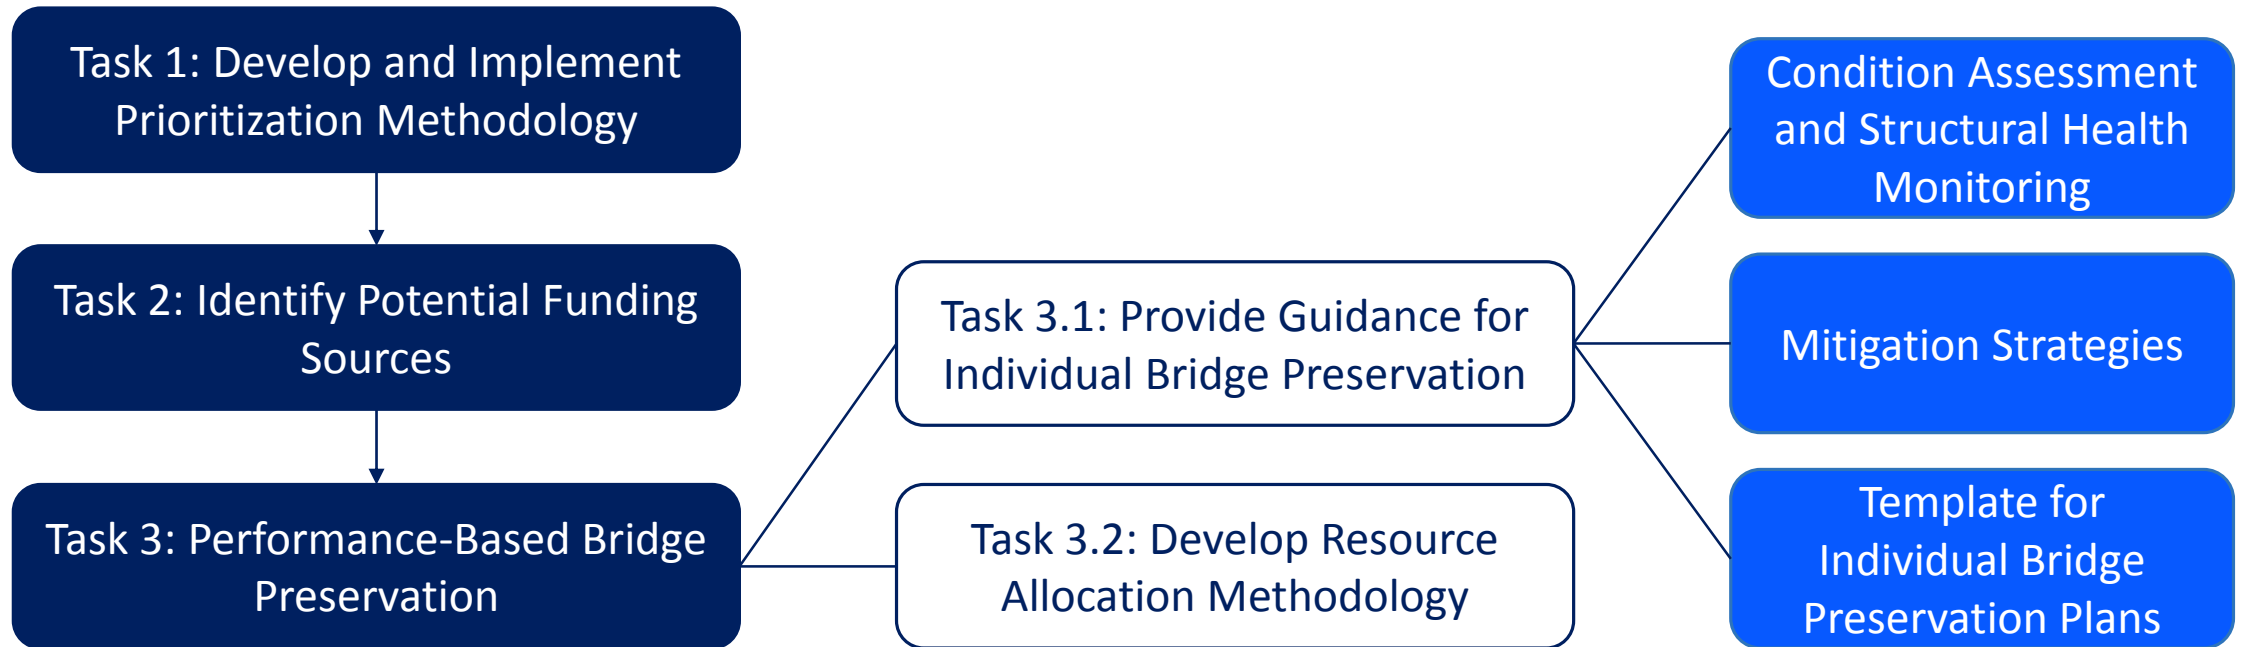 Task 1: Develop and Implement
Prioritization Methodology
Task 2: Identify Potential Funding
Sources
Task 3: Performance-Based Bridge
Preservation
Task 3.1: Provide Guidance for
Individual Bridge Preservation
Task 3.2: Develop Resource
Allocation Methodology
Condition Assessment
and Structural Health
Monitoring
Mitigation Strategies
Template for
Individual Bridge
Preservation Plans